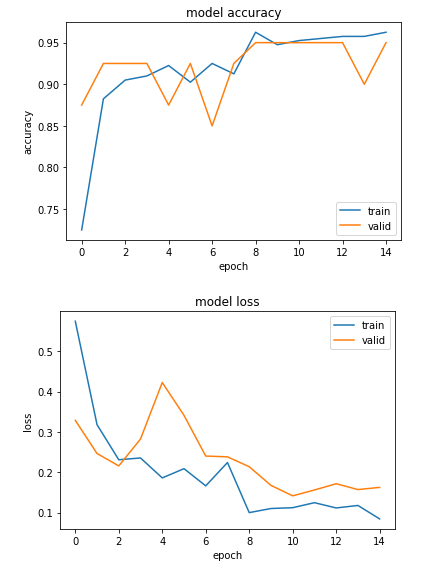 model accuracy
0.95
0.90
0.85
0.80
0.75
accuracy
train
valid
0 2 4 6 8 10 12 14
epoch
model loss
0.5
0.4
0.3
0.2
0.1
loss
train
valid
0 2 4 6 8 10 12 14
epoch